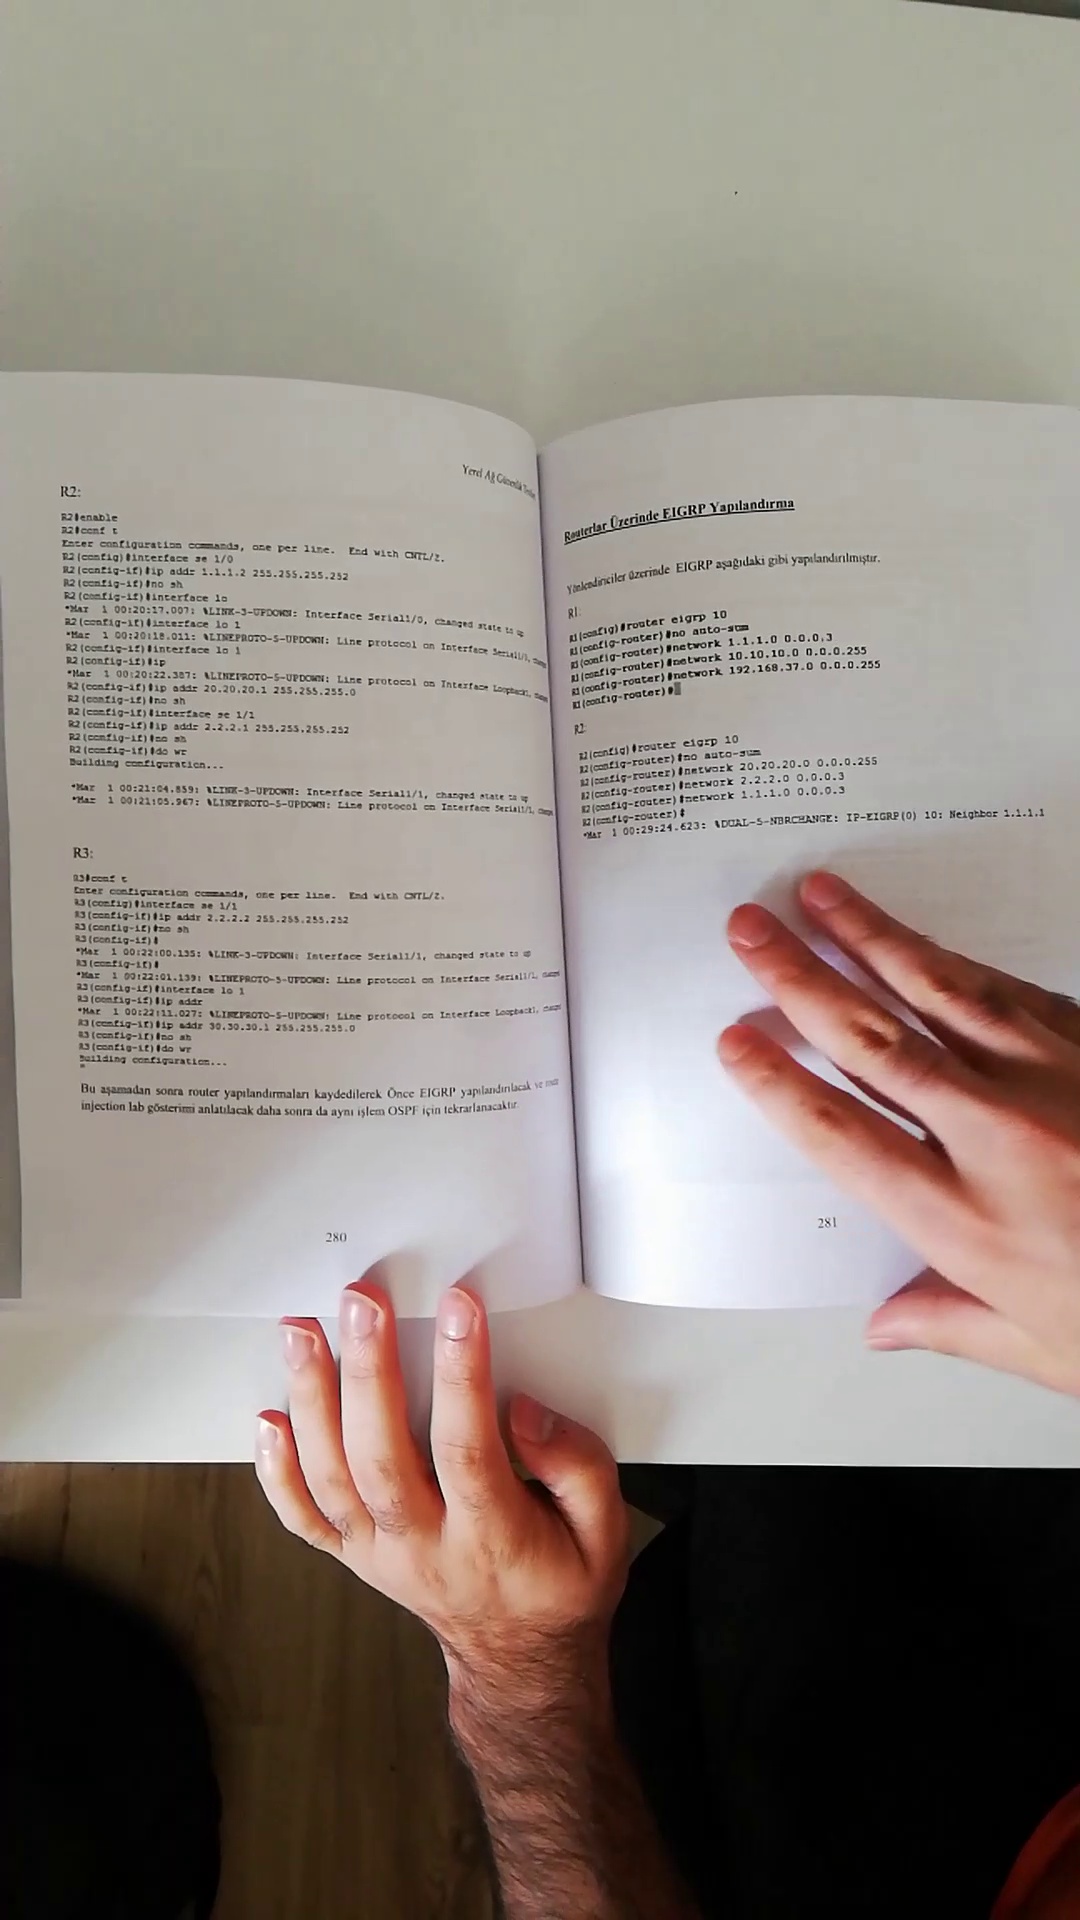 Yerel Ağ Güvenlik
R2:
R2#enable
R2#conf t
Enter configuration commands, one per line.  End with CNTL/Z.
R2(config)#interface se 1/0
R2(config-if)#ip addr 1.1.1.2 255.255.255.252
R2(config-if)#no sh
R2(config-if)#interface lo
*Mar  1 00:20:17.007: %LINK-3-UPDOWN: Interface Serial1/0, changed state to up
R2(config-if)#interface lo 1
*Mar  1 00:20:18.011: %LINEPROTO-5-UPDOWN: Line protocol on Interface
R2(config-if)#interface lo 1
R2(config-if)#ip
*Mar  1 00:20:22.387: %LINEPROTO-5-UPDOWN: Line protocol on Interface Loopback1,
R2(config-if)#ip addr 20.20.20.1 255.255.255.0
R2(config-if)#no sh
R2(config-if)#interface se 1/1
R2(config-if)#ip addr 2.2.2.1 255.255.255.252
R2(config-if)#no sh
R2(config-if)#do wr
Building configuration...
*Mar  1 00:21:04.859: %LINK-3-UPDOWN: Interface Serial1/1, changed state to up
*Mar  1 00:21:05.967: %LINEPROTO-5-UPDOWN: Line protocol on Interface Serial1/1,
R3:
R3#conf t
Enter configuration commands, one per line.  End with CNTL/Z.
R3(config)#interface se 1/1
R3(config-if)#ip addr 2.2.2.2 255.255.255.252
R3(config-if)#no sh
R3(config-if)#
*Mar  1 00:22:00.135: %LINK-3-UPDOWN: Interface Serial1/1, changed state to up
R3(config-if)#
*Mar  1 00:22:01.139: %LINEPROTO-5-UPDOWN: Line protocol on Interface Serial1/1,
R3(config-if)#interface lo 1
R3(config-if)#ip addr
*Mar  1 00:22:11.027: %LINEPROTO-5-UPDOWN: Line protocol on Interface Loopback1,
R3(config-if)#ip addr 30.30.30.1 255.255.255.0
R3(config-if)#no sh
R3(config-if)#do wr
Building configuration...
Bu aşamadan sonra router yapılandırmaları kaydedilerek Önce EIGRP yapılandırılacak ve
injection lab gösterimi anlatılacak daha sonra da aynı işlem OSPF için tekrarlanacaktır.
280
Routerlar Üzerinde EIGRP Yapılandırma
Yönlendiriciler üzerinde EIGRP aşağıdaki gibi yapılandırılmıştır.
R1:
R1(config)#router eigrp 10
R1(config-router)#no auto-sum
R1(config-router)#network 1.1.1.0 0.0.0.3
R1(config-router)#network 10.10.10.0 0.0.0.255
R1(config-router)#network 192.168.37.0 0.0.0.255
R1(config-router)#
R2:
R2(config)#router eigrp 10
R2(config-router)#no auto-sum
R2(config-router)#network 20.20.20.0 0.0.0.255
R2(config-router)#network 2.2.2.0 0.0.0.3
R2(config-router)#network 1.1.1.0 0.0.0.3
R2(config-router)#
*Mar  1 00:29:24.623: %DUAL-5-NBRCHANGE: IP-EIGRP(0) 10: Neighbor 1.1.1.1
281